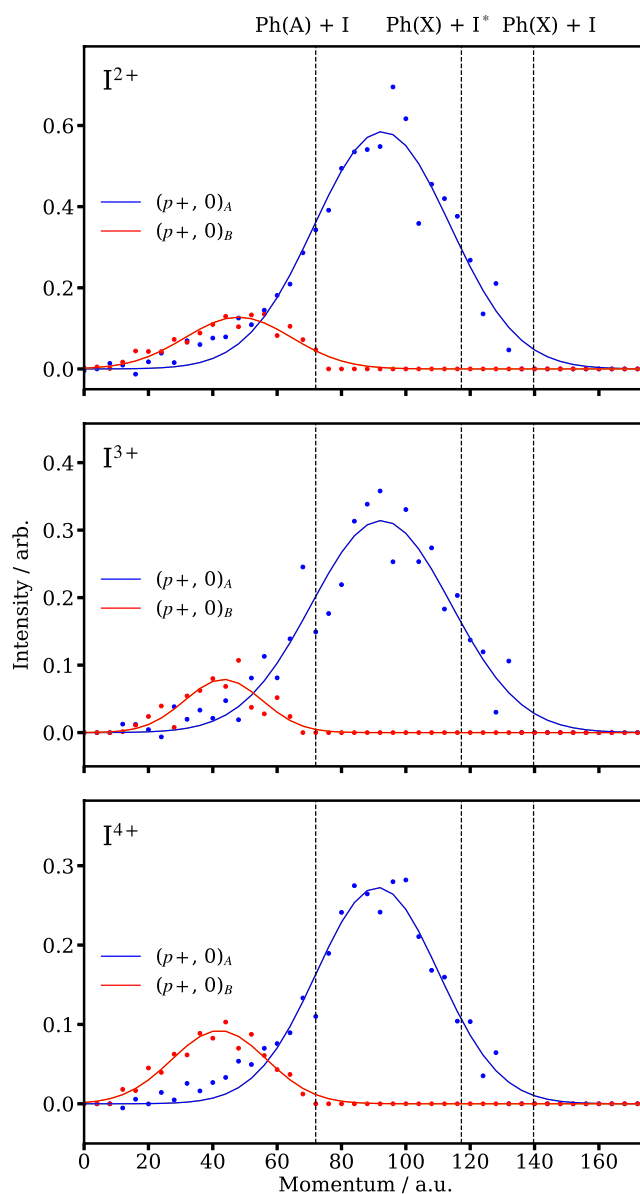 Ph(A) + I Ph(X) + I* Ph(X) + I
I2+
0.6
0.4
0.2
0.0
(p+, 0)A
(p+, 0)B
I3+
0.4
0.3
0.2
0.1
0.0
(p+, 0)A
(p+, 0)B
Intensity / arb.
I4+
0.3
0.2
0.1
0.0
(p+, 0)A
(p+, 0)B
0 20 40 60 80 100 120 140 160
Momentum / a.u.